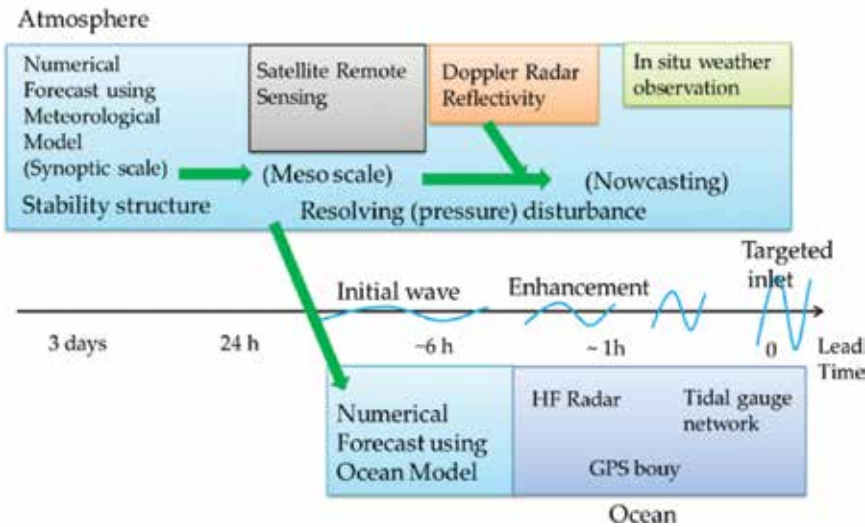 Atmosphere
Numerical
Forecast using
Meteorological
Model
(Synoptic scale)
Satellite Remote
Sensing
Doppler Radar
Reflectivity
In situ weather
observation
(Meso scale)
(Nowcasting)
Stability structure
Resolving (pressure) disturbance
Targeted
inlet
Initial wave
Enhancement
3 days
24 h
~6 h
~ 1h
0
Lead
Time
Numerical
Forecast using
Ocean Model
HF Radar
Tidal gauge
network
GPS bouy
Ocean